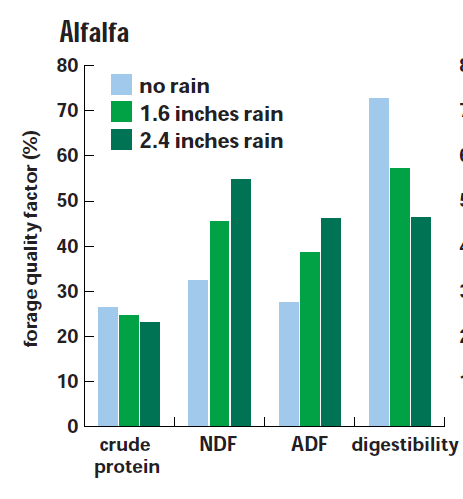 Alfalfa
80
70
60
50
40
30
20
10
0
forage quality factor (%)
no rain
1.6 inches rain
2.4 inches rain
crude protein
NDF
ADF
digestibility